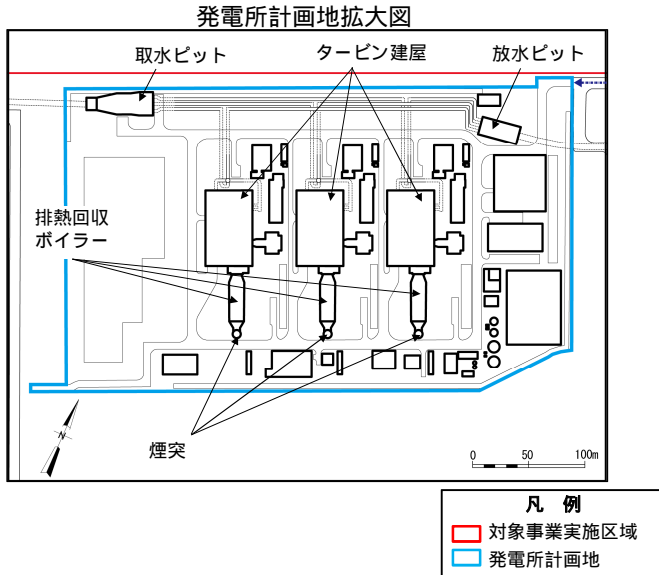 発電所計画地拡大図
取水ピット
タービン建屋
放水ピット
排熱回収
ボイラー
煙突
N
0 50 100m
凡 例
対象事業実施区域
発電所計画地